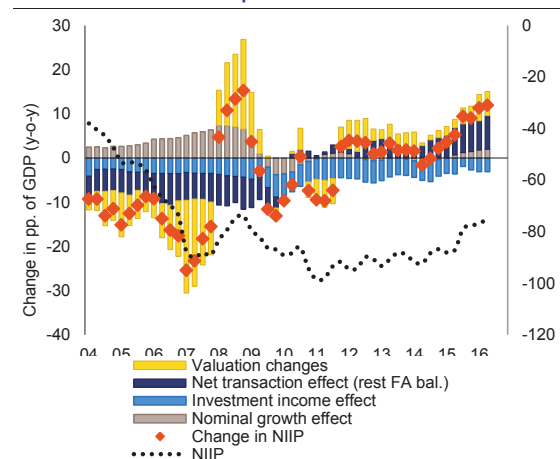 Change in pp. of GDP (y-o-y)
30
20
10
0
-10
-20
-30
-40
0
-20
-40
-60
-80
-100
-120
04 05 06 07 08 09 10 11 12 13 14 15 16
Valuation changes
Net transaction effect (rest FA bal.)
Investment income effect
Nominal growth effect
Change in NIIP
NIIP